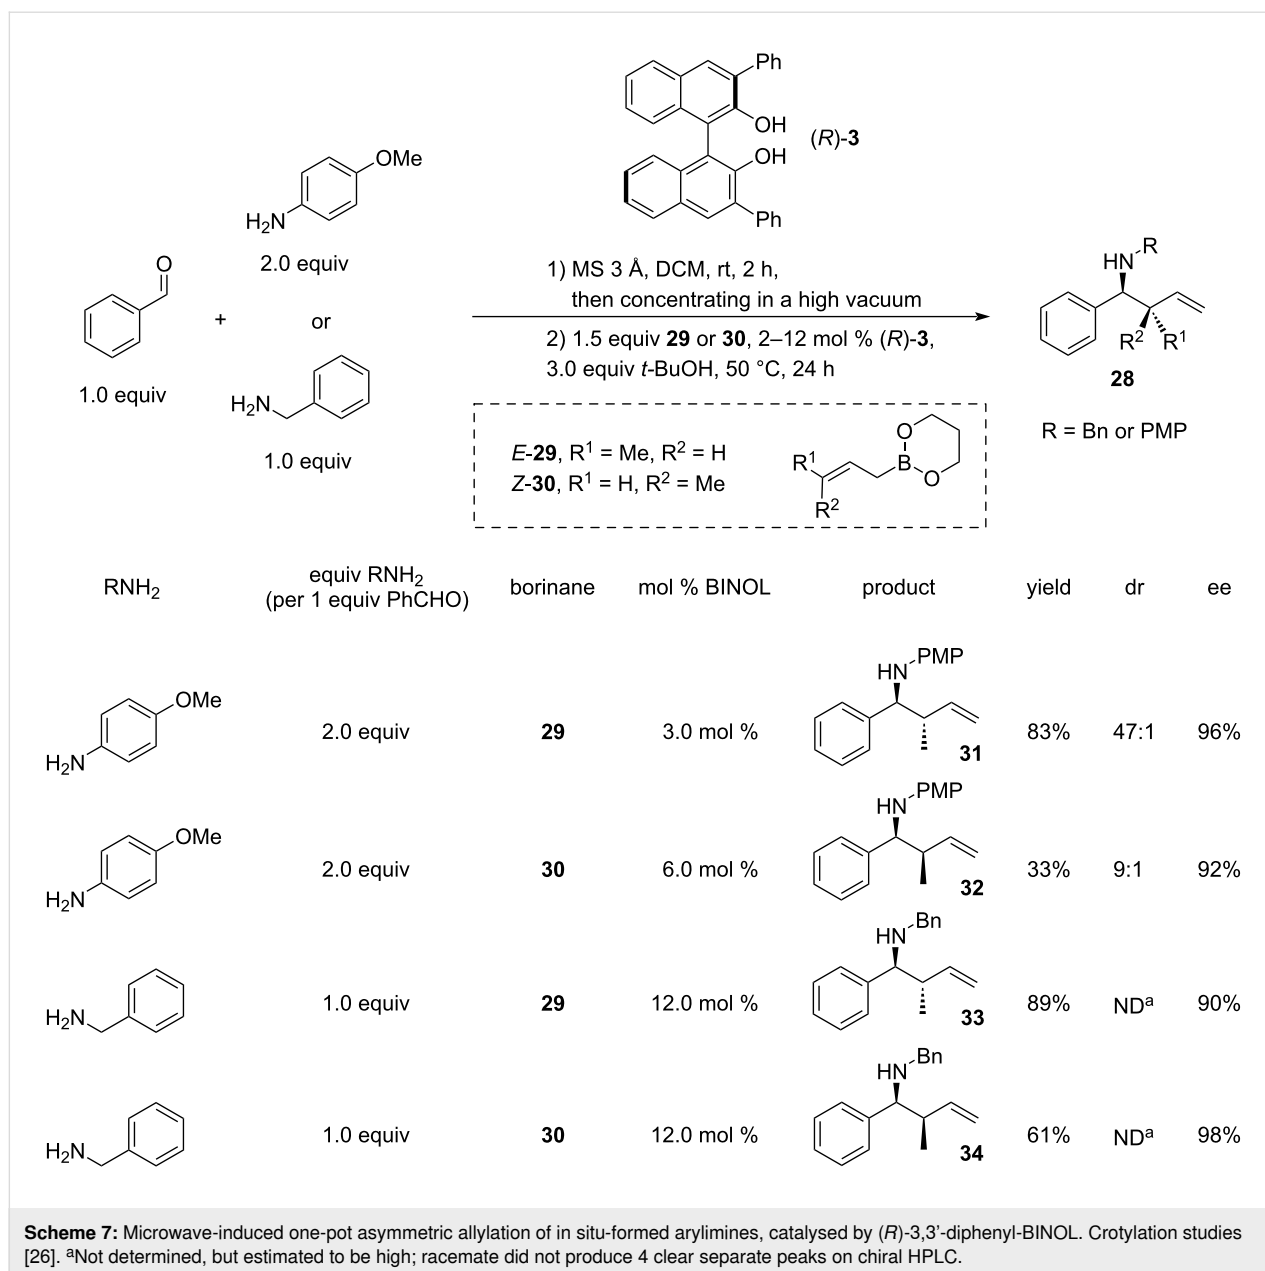 Ph
OH
OH
Ph
(R)-3
OMe
H2N
2.0 equiv
O
1.0 equiv
+
or
H2N
1.0 equiv
1) MS 3 Å, DCM, rt, 2 h,
then concentrating in a high vacuum
2) 1.5 equiv 29 or 30, 2–12 mol % (R)-3,
3.0 equiv t-BuOH, 50 °C, 24 h
E-29, R1 = Me, R2 = H
Z-30, R1 = H, R2 = Me
R1
R2
O
B
O
R
HN
R2 R1
28
R = Bn or PMP
RNH2 equiv RNH2 (per 1 equiv PhCHO) borinane mol % BINOL product yield dr ee
OMe
H2N
2.0 equiv 29 3.0 mol %
HN PMP
31
83% 47:1 96%
OMe
H2N
2.0 equiv 30 6.0 mol %
HN PMP
32
33% 9:1 92%
H2N
1.0 equiv 29 12.0 mol %
HN Bn
33
89% NDa 90%
H2N
1.0 equiv 30 12.0 mol %
HN Bn
34
61% NDa 98%
Scheme 7: Microwave-induced one-pot asymmetric allylation of in situ-formed arylimines, catalysed by (R)-3,3’-diphenyl-BINOL. Crotylation studies
[26]. aNot determined, but estimated to be high; racemate did not produce 4 clear separate peaks on chiral HPLC.